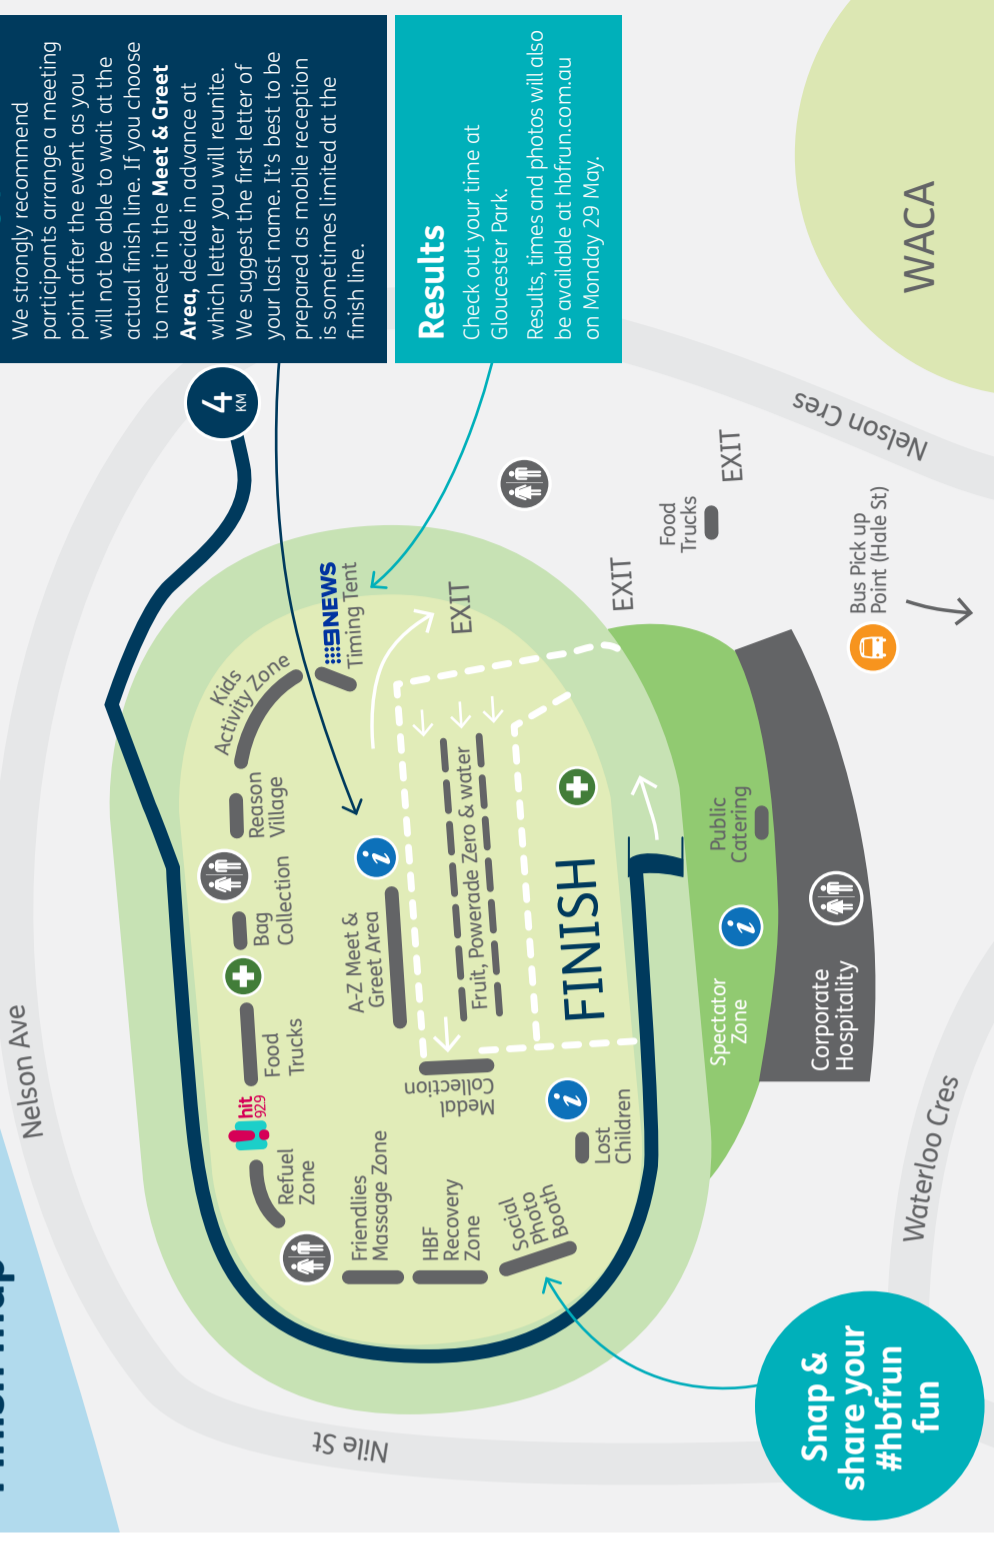 We strongly recommend
participants arrange a meeting
point after the event as you
will not be able to wait at the
actual finish line. If you choose
to meet in the Meet & Greet
Area, decide in advance at
which letter you will reunite.
We suggest the first letter of
your last name. It's best to be
prepared as mobile reception
is sometimes limited at the
finish line.
Results
Check out your time at
Gloucester Park.
Results, times and photos will also
be available at hbfrun.com.au
on Monday 29 May.
WACA
Nelson Cres
Nelson Ave
Nile St
Waterloo Cres
4
KM
9NEWS
Timing Tent
Kids
Activity Zone
Reason
Village
Bag
Collection
Food
Trucks
hit
92.9
Refuel
Zone
Friendlies
Massage Zone
HBF
Recovery
Zone
Social
Photo
Booth
Lost
Children
Medal
Collection
A-Z Meet &
Greet Area
Fruit, Powerade Zero & water
FINISH
EXIT
EXIT
EXIT
Food
Trucks
Bus Pick up
Point (Hale St)
Public
Catering
Spectator
Zone
Corporate
Hospitality
i
i
i
Snap &
share your
#hbfrun
fun